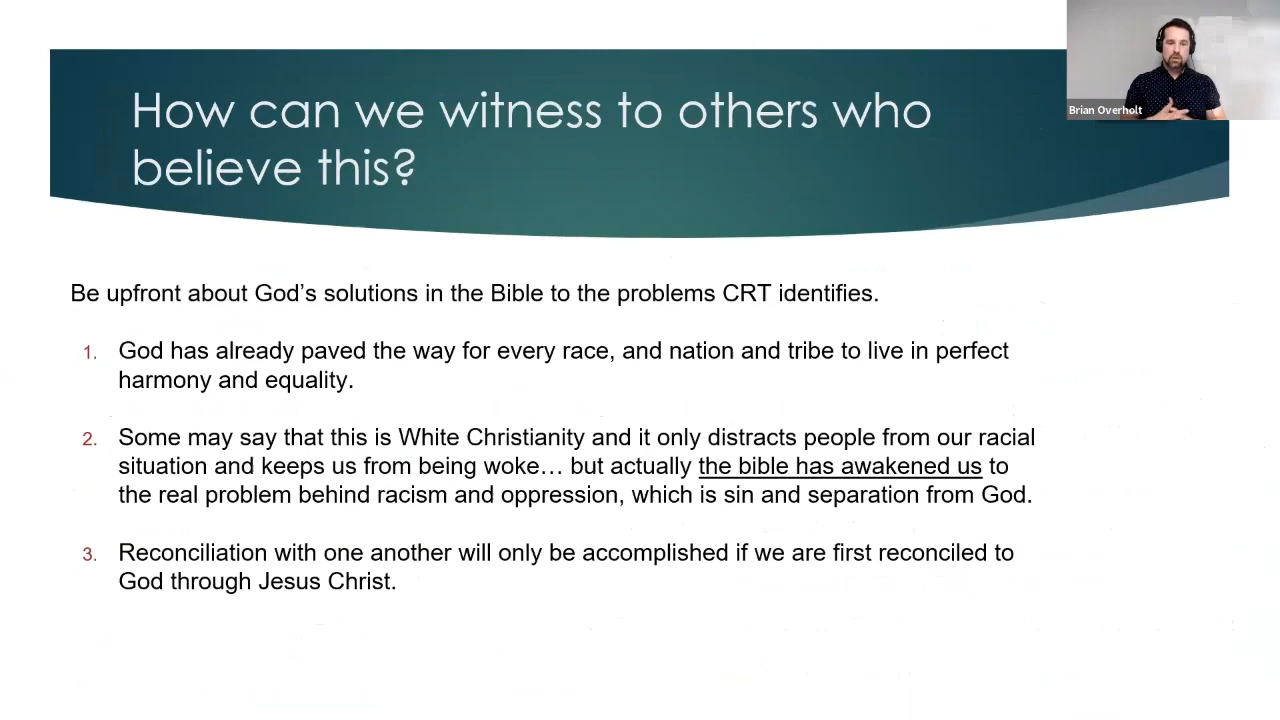 How can we witness to others who
believe this?
Brian Overholt
Be upfront about God's solutions in the Bible to the problems CRT identifies.
1. God has already paved the way for every race, and nation and tribe to live in perfect
harmony and equality.
2. Some may say that this is White Christianity and it only distracts people from our racial
situation and keeps us from being woke… but actually the bible has awakened us to
the real problem behind racism and oppression, which is sin and separation from God.
3. Reconciliation with one another will only be accomplished if we are first reconciled to
God through Jesus Christ.